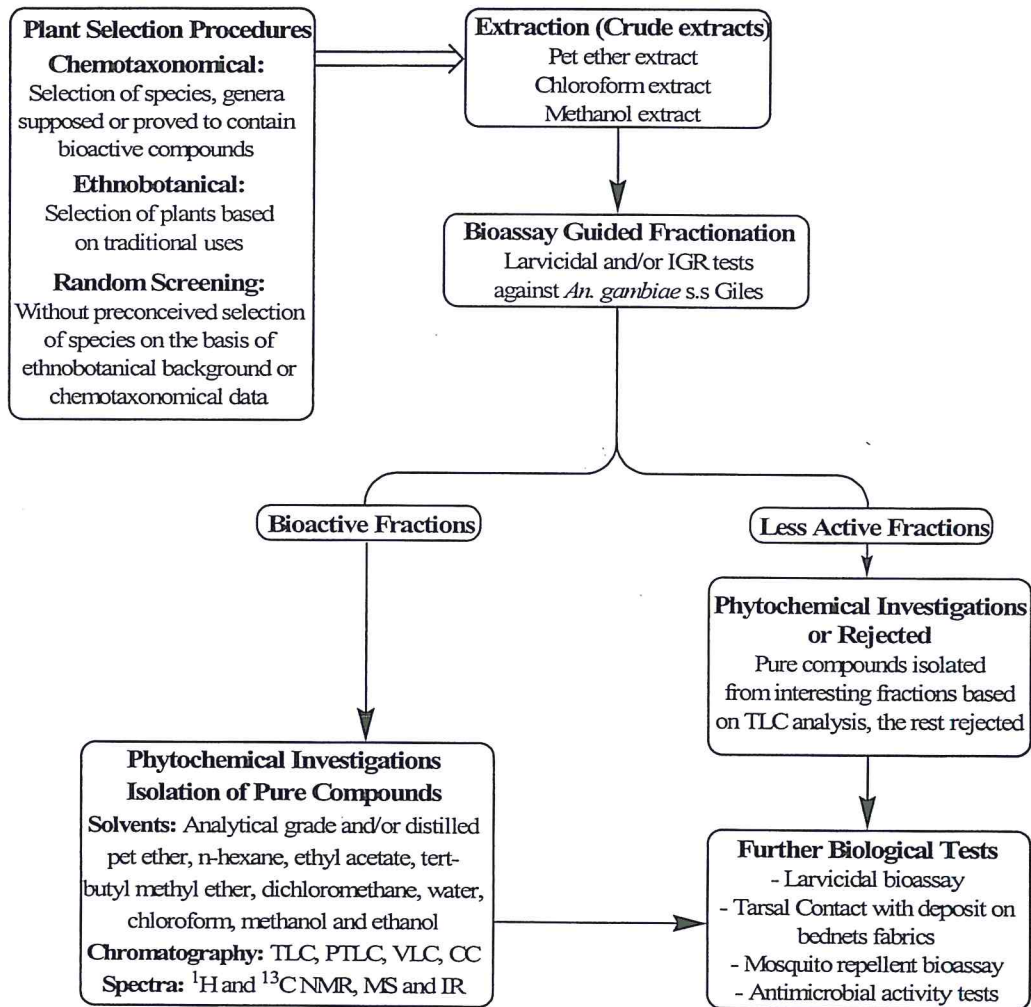 Plant Selection Procedures
Chemotaxonomical:
Selection of species, genera
supposed or proved to contain
bioactive compounds
Ethnobotanical:
Selection of plants based
on traditional uses
Random Screening:
Without preconceived selection
of species on the basis of
ethnobotanical background or
chemotaxonomical data
Extraction (Crude extracts)
Pet ether extract
Chloroform extract
Methanol extract
Bioassay Guided Fractionation
Larvicidal and/or IGR tests
against An. gambiae s.s Giles
Bioactive Fractions
Less Active Fractions
Phytochemical Investigations
or Rejected
Pure compounds isolated
from interesting fractions based
on TLC analysis, the rest rejected
Phytochemical Investigations
Isolation of Pure Compounds
Solvents: Analytical grade and/or distilled
pet ether, n-hexane, ethyl acetate, tert-
butyl methyl ether, dichloromethane, water,
chloroform, methanol and ethanol
Chromatography: TLC, PTLC, VLC, CC
Spectra: ¹H and ¹³C NMR, MS and IR
Further Biological Tests
- Larvicidal bioassay
- Tarsal Contact with deposit on
bednets fabrics
- Mosquito repellent bioassay
- Antimicrobial activity tests